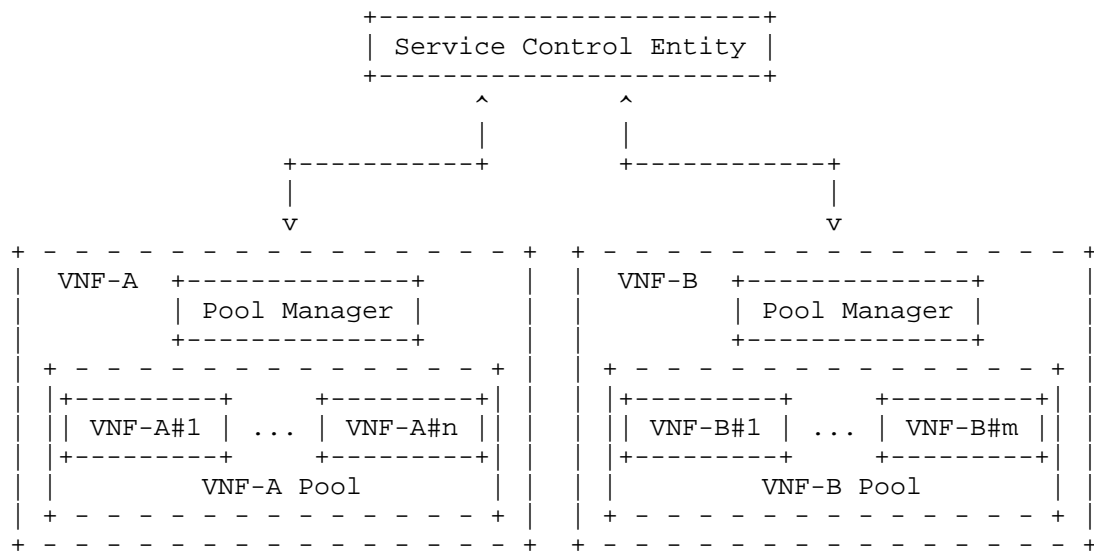 Service Control Entity
VNF-A
VNF-B
Pool Manager
Pool Manager
VNF-A#1 ... VNF-A#n
VNF-B#1 ... VNF-B#m
VNF-A Pool
VNF-B Pool